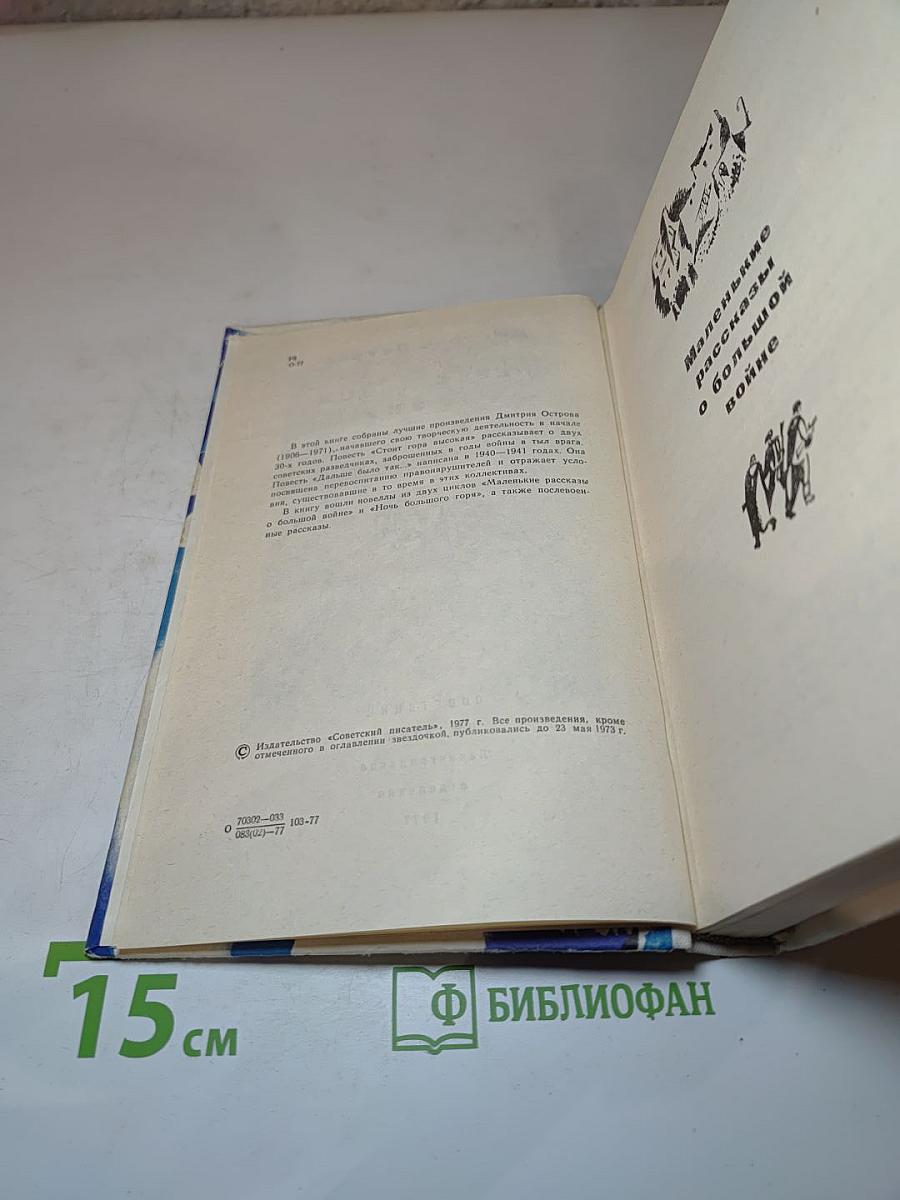 Р2
О-77
В этой книге собраны лучшие произведения Дмитрия Острова
(1906—1971), начавшего свою творческую деятельность в начале
30-х годов. Повесть «Стоит гора высокая» рассказывает о двух
советских разведчиках, заброшенных в годы войны в тыл врага.
Повесть «Дальше было так...» написана в 1940—1941 годах. Она
посвящена перевоспитанию правонарушителей и отражает усло-
вия, существовавшие в то время в этих коллективах.
В книгу вошли новеллы из двух циклов «Маленькие рассказы
о большой войне» и «Ночь большого горя», а также послевоен-
ные рассказы.
© Издательство «Советский писатель», 1977 г. Все произведения, кроме
отмеченного в оглавлении звездочкой, публиковались до 23 мая 1973 г.
О 70302—033
083(02)—77 103-77
Маленькие
рассказы
о большой
войне
15 см
Ф БИБЛИОФАН